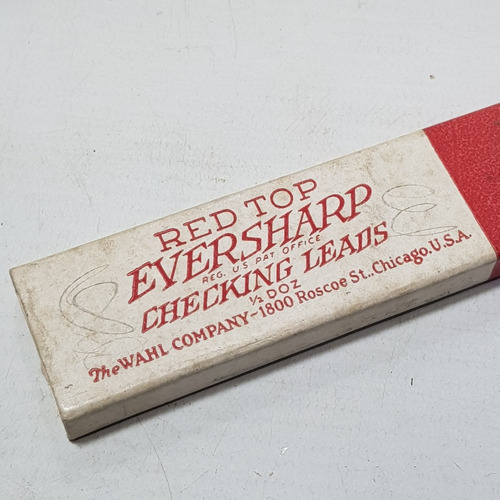 RED TOP
EVERSHARP
REG. U.S. PAT. OFFICE
CHECKING LEADS
½ DOZ
The WAHL COMPANY~1800 Roscoe St., Chicago, U.S.A.